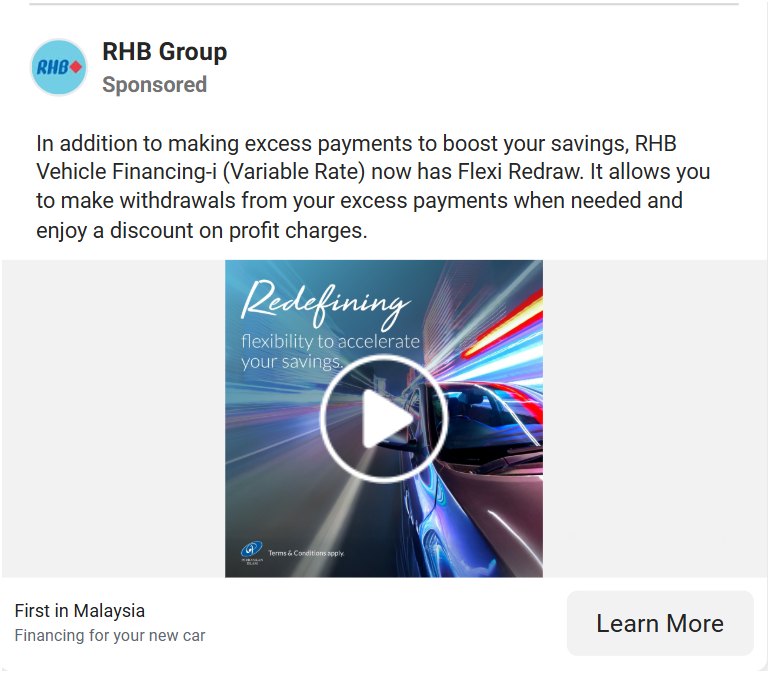 RHB
RHB Group
Sponsored
In addition to making excess payments to boost your savings, RHB
Vehicle Financing-i (Variable Rate) now has Flexi Redraw. It allows you
to make withdrawals from your excess payments when needed and
enjoy a discount on profit charges.
Redefining
flexibility to accelerate
your savings.
Terms & Conditions apply.
First in Malaysia
Financing for your new car
Learn More